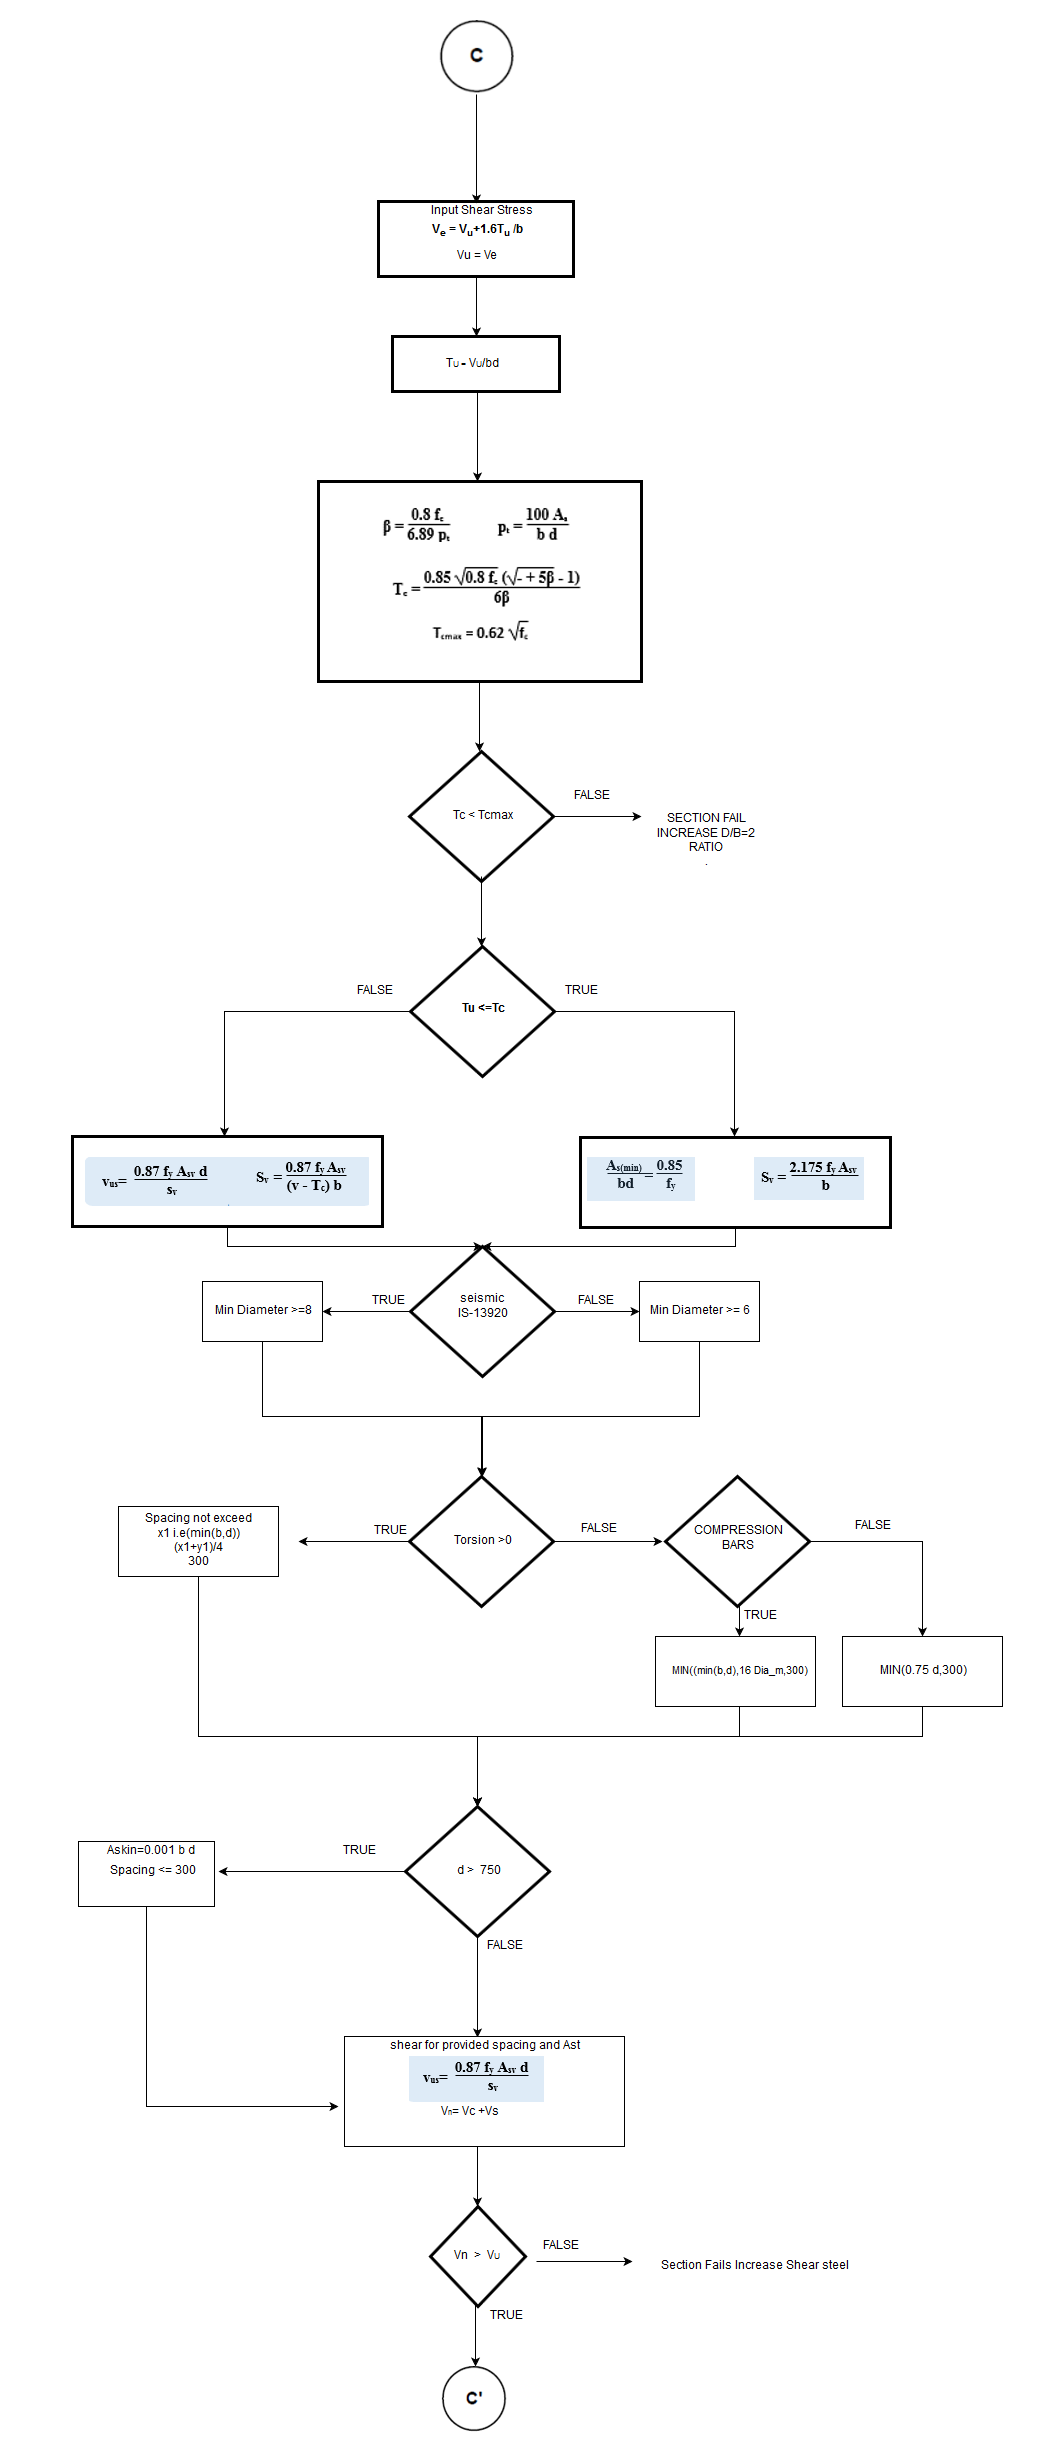 C
Input Shear Stress
Ve = Vu+1.6Tu /b
Vu = Ve
TU - VU/bd
β = 0.8 fc / 6.89 pt
pt = 100 As / b d
Tc = 0.85 √0.8 fc (√- + 5β - 1) / 6β
Tcmax = 0.62 √fc
Tc < Tcmax
FALSE
SECTION FAIL
INCREASE D/B=2
RATIO
.
Tu <=Tc
FALSE
TRUE
vus= 0.87 fy Asv d / sv
Sv = 0.87 fy Asv / (v - Tc) b
As(min) / bd = 0.85 / fy
Sv = 2.175 fy Asv / b
seismic
IS-13920
TRUE
FALSE
Min Diameter >=8
Min Diameter >= 6
Torsion >0
TRUE
FALSE
Spacing not exceed
x1 i.e(min(b,d))
(x1+y1)/4
300
COMPRESSION
BARS
FALSE
TRUE
MIN((min(b,d),16 Dia_m,300)
MIN(0.75 d,300)
d > 750
TRUE
FALSE
Askin=0.001 b d
Spacing <= 300
shear for provided spacing and Ast
vus= 0.87 fy Asv d / sv
Vn= Vc +Vs
Vn > VU
FALSE
Section Fails Increase Shear steel
TRUE
C'